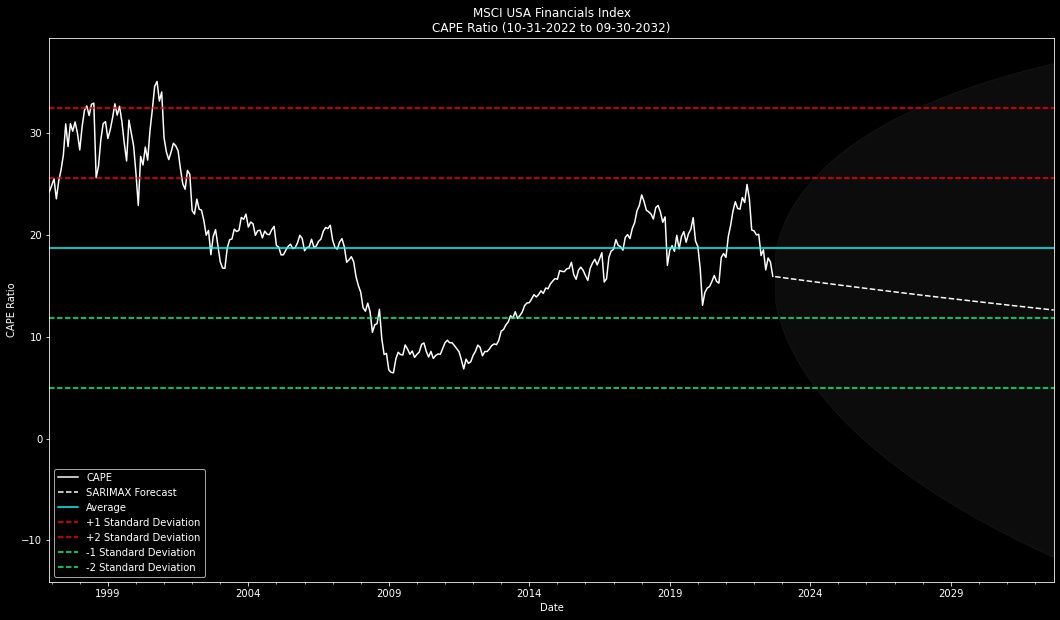 MSCI USA Financials Index
CAPE Ratio (10-31-2022 to 09-30-2032)
CAPE Ratio
30
20
10
0
−10
CAPE
SARIMAX Forecast
Average
+1 Standard Deviation
+2 Standard Deviation
-1 Standard Deviation
-2 Standard Deviation
1999
2004
2009
2014
2019
2024
2029
Date